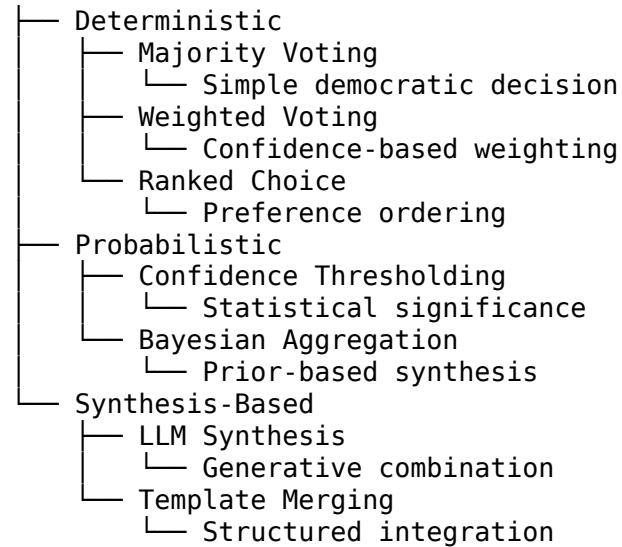 ├── Deterministic
│   ├── Majority Voting
│   │   └── Simple democratic decision
│   ├── Weighted Voting
│   │   └── Confidence-based weighting
│   └── Ranked Choice
│       └── Preference ordering
├── Probabilistic
│   ├── Confidence Thresholding
│   │   └── Statistical significance
│   └── Bayesian Aggregation
│       └── Prior-based synthesis
└── Synthesis-Based
    ├── LLM Synthesis
    │   └── Generative combination
    └── Template Merging
        └── Structured integration